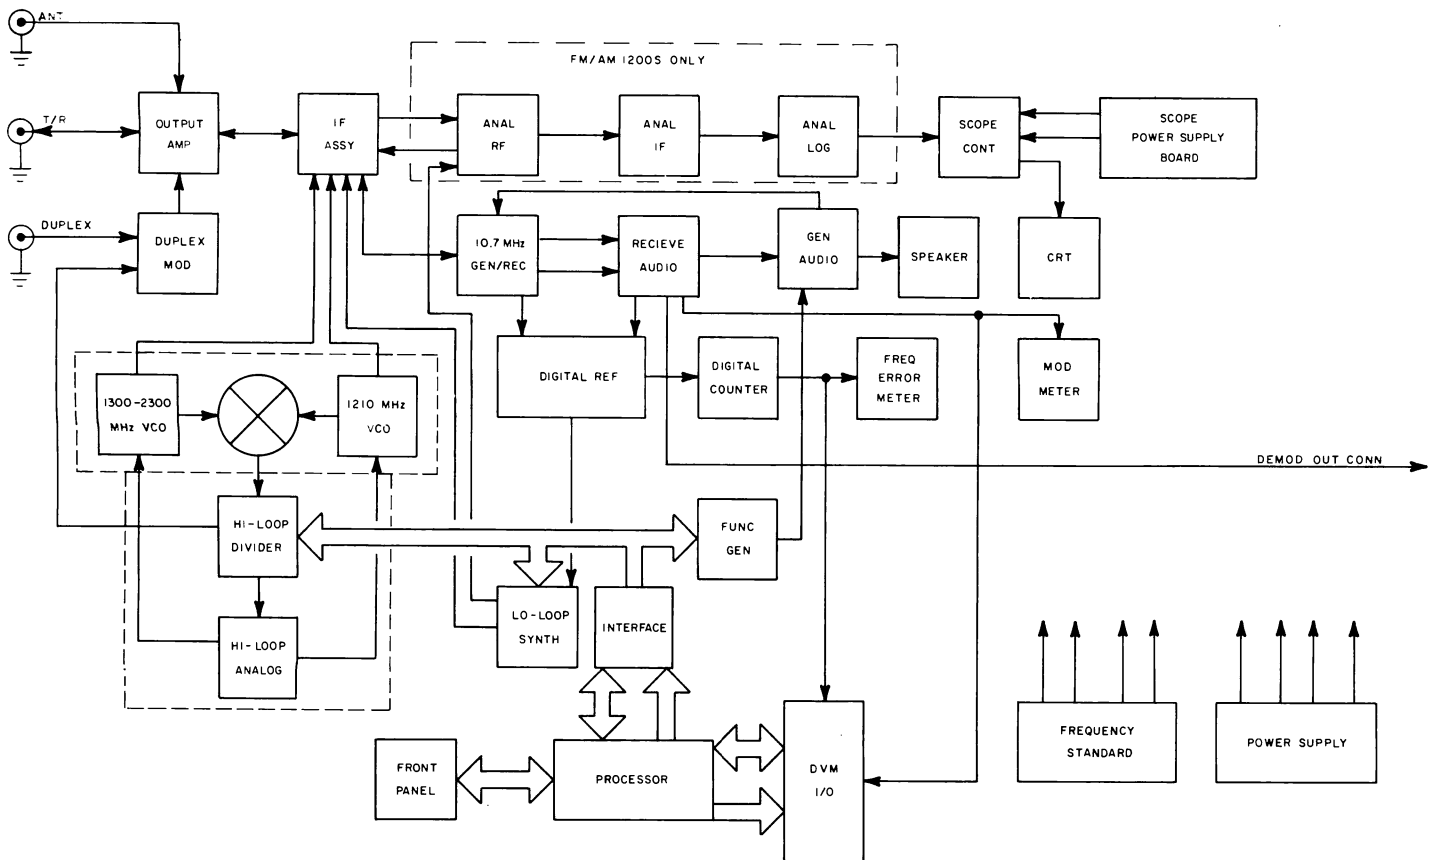 ANT
FM/AM 1200S ONLY
T/R
OUTPUT
AMP
IF
ASSY
ANAL
RF
ANAL
IF
ANAL
LOG
SCOPE
CONT
SCOPE
POWER SUPPLY
BOARD
DUPLEX
DUPLEX
MOD
10.7 MHz
GEN/REC
RECIEVE
AUDIO
GEN
AUDIO
SPEAKER
CRT
1300-2300
MHz VCO
1210 MHz
VCO
DIGITAL REF
DIGITAL
COUNTER
FREQ
ERROR
METER
MOD
METER
DEMOD OUT CONN
HI-LOOP
DIVIDER
FUNC
GEN
HI-LOOP
ANALOG
LO-LOOP
SYNTH
INTERFACE
FRONT
PANEL
PROCESSOR
DVM
I/O
FREQUENCY
STANDARD
POWER SUPPLY